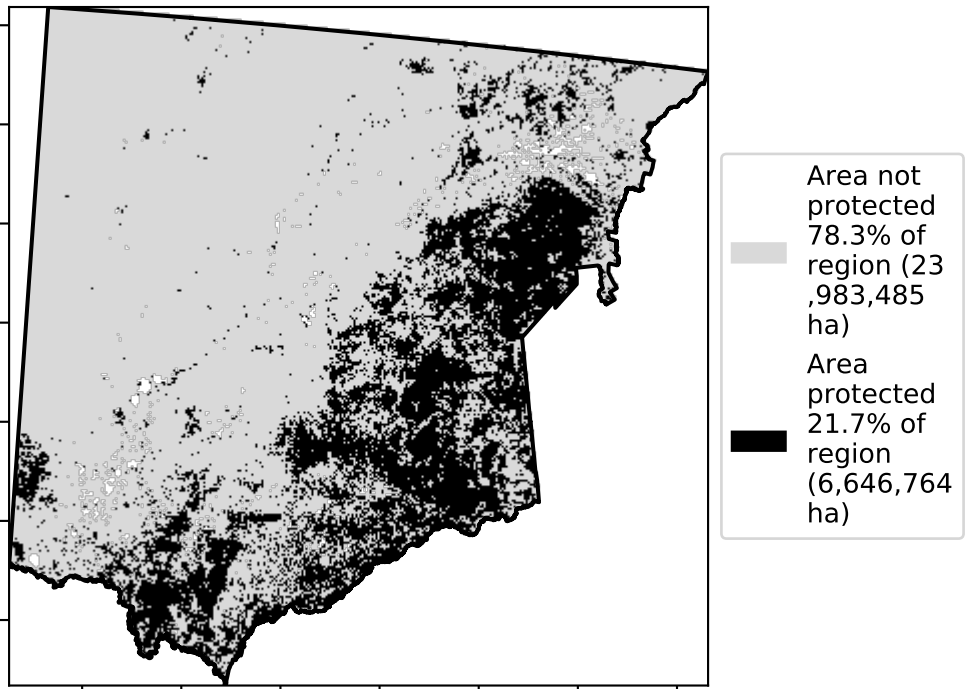 Area not
protected
78.3% of
region (23
,983,485
ha)
Area
protected
21.7% of
region
(6,646,764
ha)